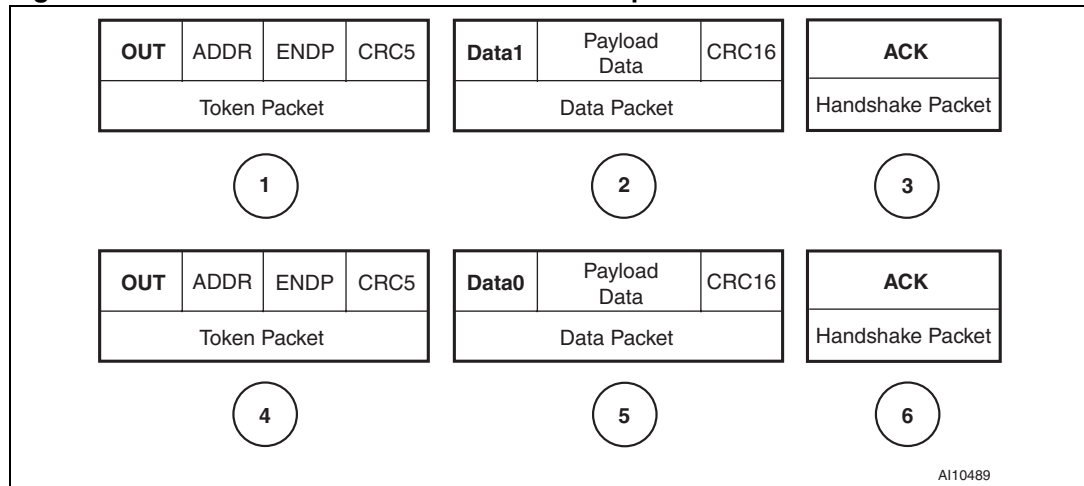 OUT ADDR ENDP CRC5 Data1 Payload Data CRC16 ACK
Token Packet Data Packet Handshake Packet
1 2 3
OUT ADDR ENDP CRC5 Data0 Payload Data CRC16 ACK
Token Packet Data Packet Handshake Packet
4 5 6
AI10489